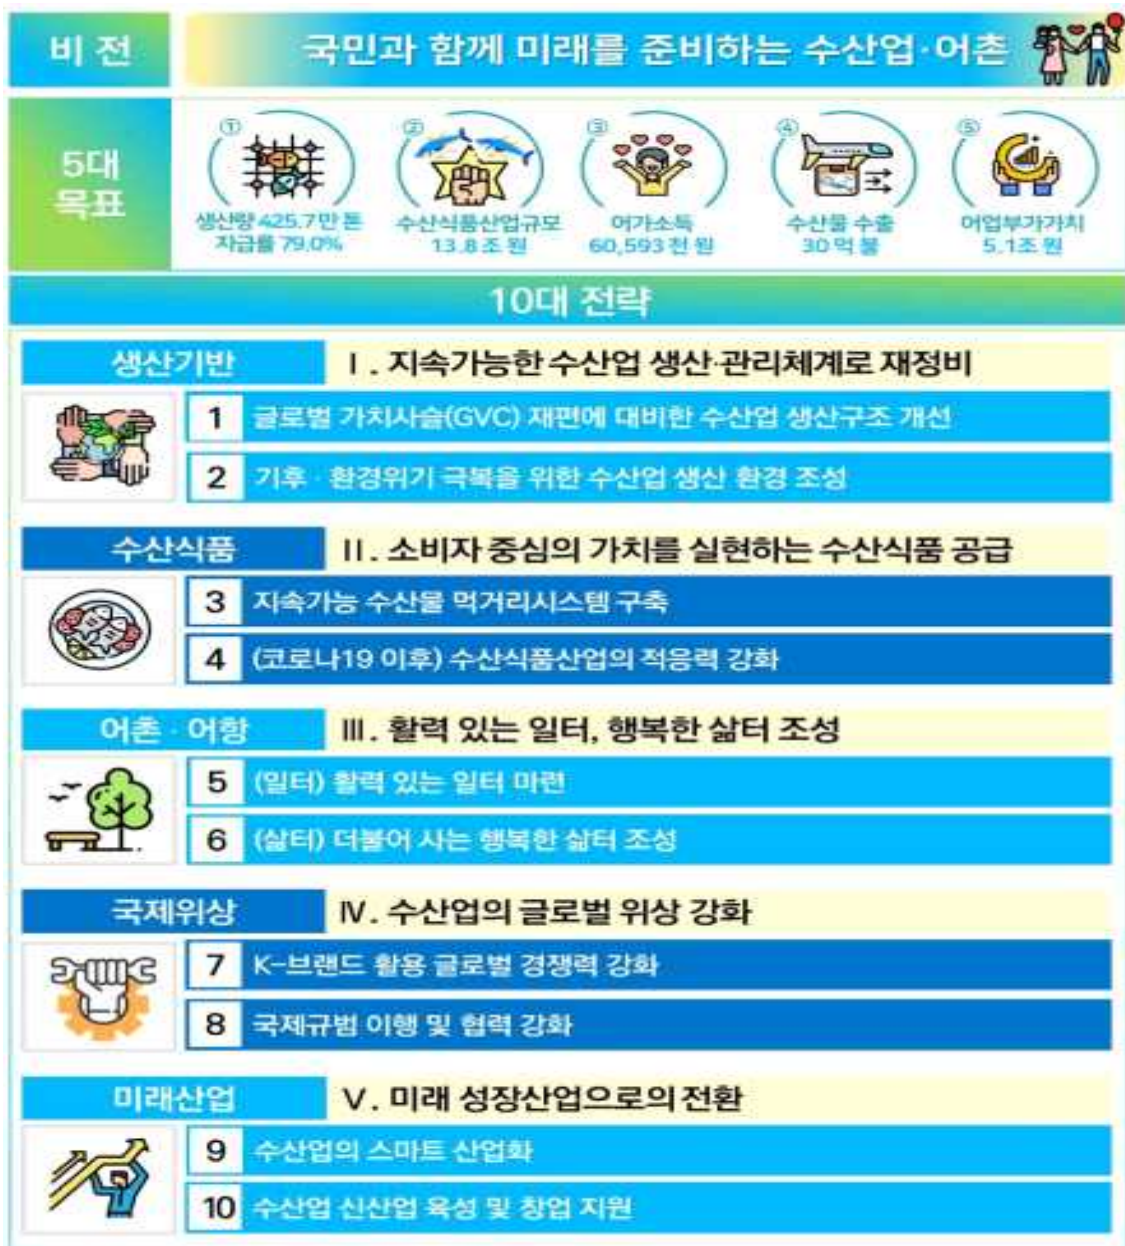 비 전
국민과 함께 미래를 준비하는 수산업·어촌
5대
목표
①
생산량 425.7만 톤
자급률 79.0%
②
수산식품산업규모
13.8조 원
③
어가소득
60,593천 원
④
수산물 수출
30억 불
⑤
어업부가가치
5.1조 원
10대 전략
생산기반
Ⅰ. 지속가능한 수산업 생산·관리체계로 재정비
1 글로벌 가치사슬(GVC) 재편에 대비한 수산업 생산구조 개선
2 기후·환경위기 극복을 위한 수산업 생산 환경 조성
수산식품
Ⅱ. 소비자 중심의 가치를 실현하는 수산식품 공급
3 지속가능 수산물 먹거리시스템 구축
4 (코로나19 이후) 수산식품산업의 적응력 강화
어촌·어항
Ⅲ. 활력 있는 일터, 행복한 삶터 조성
5 (일터) 활력 있는 일터 마련
6 (삶터) 더불어 사는 행복한 삶터 조성
국제위상
Ⅳ. 수산업의 글로벌 위상 강화
7 K-브랜드 활용 글로벌 경쟁력 강화
8 국제규범 이행 및 협력 강화
미래산업
Ⅴ. 미래 성장산업으로의 전환
9 수산업의 스마트 산업화
10 수산업 신산업 육성 및 창업 지원